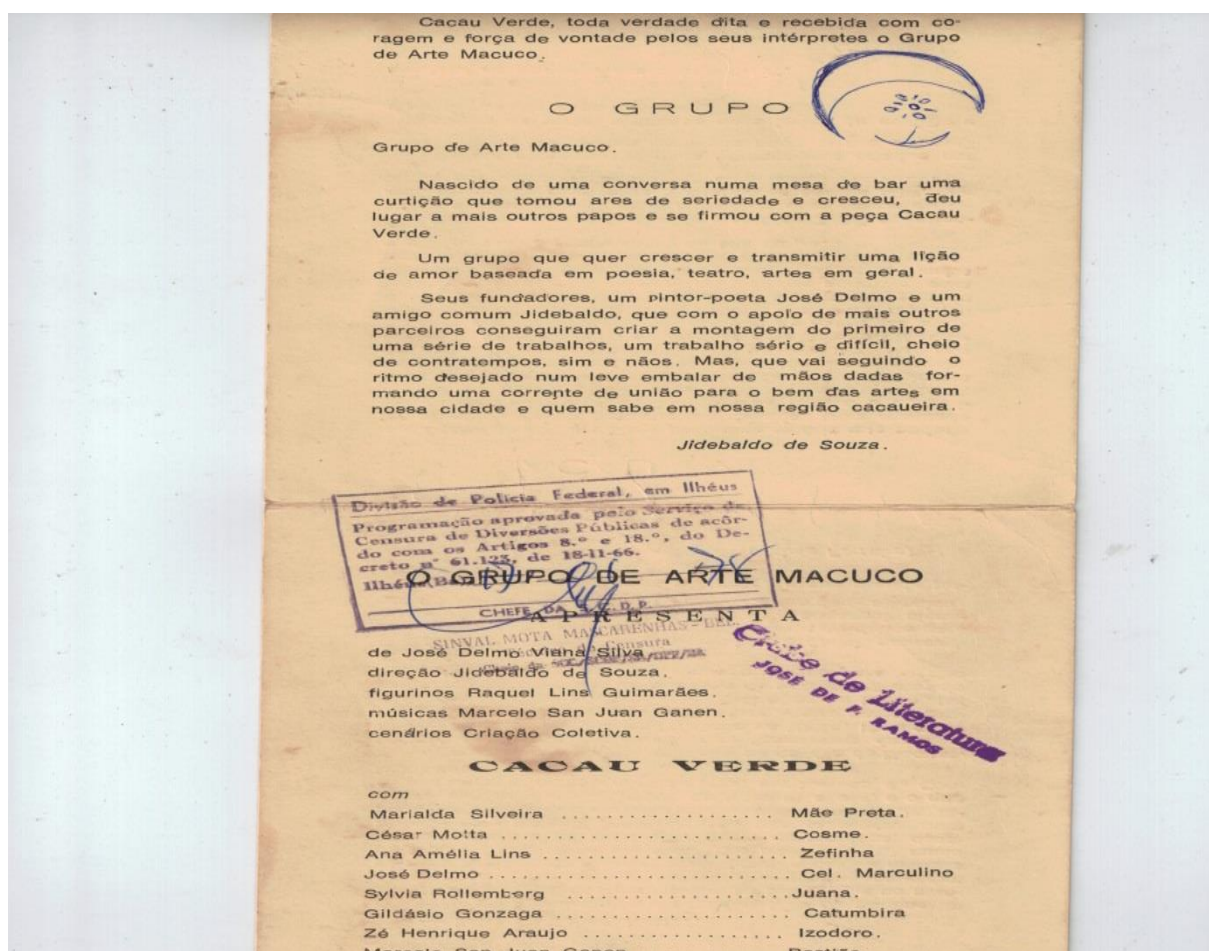 Cacau Verde, toda verdade dita e recebida com co-
ragem e força de vontade pelos seus intérpretes o Grupo
de Arte Macuco.
O GRUPO
Grupo de Arte Macuco.
Nascido de uma conversa numa mesa de bar uma
curtição que tomou ares de seriedade e cresceu, deu
lugar a mais outros papos e se firmou com a peça Cacau
Verde.
Um grupo que quer crescer e transmitir uma lição
de amor baseada em poesia, teatro, artes em geral.
Seus fundadores, um pintor-poeta José Delmo e um
amigo comum Jidebaldo, que com o apoio de mais outros
parceiros conseguiram criar a montagem do primeiro de
uma série de trabalhos, um trabalho sério e difícil, cheio
de contratempos, sim e nãos. Mas, que vai seguindo o
ritmo desejado num leve embalar de mãos dadas for-
mando uma corrente de união para o bem das artes em
nossa cidade e quem sabe em nossa região cacaueira.
Jidebaldo de Souza.
Divisão de Polícia Federal, em Ilhéus
Programação aprovada pelo Serviço de
Censura de Diversões Públicas de acôr-
do com os Artigos 8.º e 18.º, do De-
creto nº 61.123, de 18-11-66.
Ilhéus
O GRUPO DE ARTE MACUCO
CHEFE DA S.C.D.P.
APRESENTA
SINVAL MOTA MASCARENHAS - BEL.
Censura
de José Delmo Viana Silva
direção Jidebaldo de Souza.
figurinos Raquel Lins Guimarães.
músicas Marcelo San Juan Ganen.
cenários Criação Coletiva.
Clube de Literatura
JOSÉ DE F. RAMOS
CACAU VERDE
com
Marialda Silveira .................... Mãe Preta.
César Motta .......................... Cosme.
Ana Amélia Lins ...................... Zefinha
José Delmo ........................... Cel. Marculino
Sylvia Rollemberg ....................Juana.
Gildásio Gonzaga ..................... Catumbira
Zé Henrique Araujo ................... Izodoro.
Marcelo San Juan Ganen